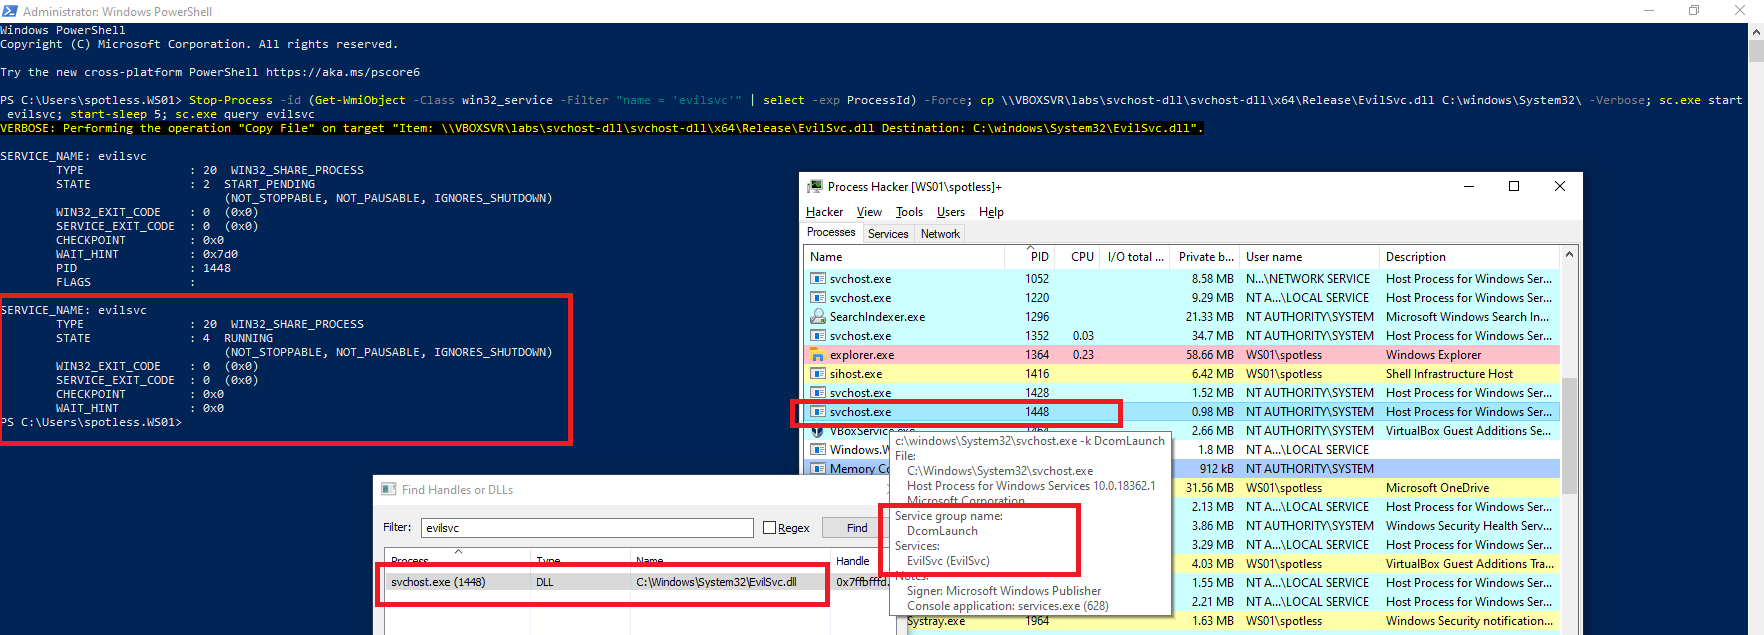 Administrator: Windows PowerShell
Windows PowerShell
Copyright (C) Microsoft Corporation. All rights reserved.
Try the new cross-platform PowerShell https://aka.ms/pscore6
PS C:\Users\spotless.WS01> Stop-Process -id (Get-WmiObject -Class win32_service -Filter "name = 'evilsvc'" | select -exp ProcessId) -Force; cp \\VBOXSVR\labs\svchost-dll\svchost-dll\x64\Release\EvilSvc.dll C:\windows\System32\ -Verbose; sc.exe start
evilsvc; start-sleep 5; sc.exe query evilsvc
VERBOSE: Performing the operation "Copy File" on target "Item: \\VBOXSVR\labs\svchost-dll\svchost-dll\x64\Release\EvilSvc.dll Destination: C:\windows\System32\EvilSvc.dll".
SERVICE_NAME: evilsvc
TYPE : 20 WIN32_SHARE_PROCESS
STATE : 2 START_PENDING
(NOT_STOPPABLE, NOT_PAUSABLE, IGNORES_SHUTDOWN)
WIN32_EXIT_CODE : 0 (0x0)
SERVICE_EXIT_CODE : 0 (0x0)
CHECKPOINT : 0x0
WAIT_HINT : 0x7d0
PID : 1448
FLAGS :
SERVICE_NAME: evilsvc
TYPE : 20 WIN32_SHARE_PROCESS
STATE : 4 RUNNING
(NOT_STOPPABLE, NOT_PAUSABLE, IGNORES_SHUTDOWN)
WIN32_EXIT_CODE : 0 (0x0)
SERVICE_EXIT_CODE : 0 (0x0)
CHECKPOINT : 0x0
WAIT_HINT : 0x0
PS C:\Users\spotless.WS01>
Process Hacker [WS01\spotless]+
Hacker View Tools Users Help
Processes Services Network
Name PID CPU I/O total ... Private b... User name Description
svchost.exe 1052 8.58 MB N...\NETWORK SERVICE Host Process for Windows Ser...
svchost.exe 1220 9.29 MB NT A...\LOCAL SERVICE Host Process for Windows Ser...
SearchIndexer.exe 1296 21.33 MB NT AUTHORITY\SYSTEM Microsoft Windows Search In...
svchost.exe 1352 0.03 34.7 MB NT AUTHORITY\SYSTEM Host Process for Windows Ser...
explorer.exe 1364 0.23 58.66 MB WS01\spotless Windows Explorer
sihost.exe 1416 6.42 MB WS01\spotless Shell Infrastructure Host
svchost.exe 1428 1.52 MB NT AUTHORITY\SYSTEM Host Process for Windows Ser...
svchost.exe 1448 0.98 MB NT AUTHORITY\SYSTEM Host Process for Windows Ser...
VBoxService.exe 1464 2.66 MB NT AUTHORITY\SYSTEM VirtualBox Guest Additions Se...
Windows.W 1.8 MB NT A...\LOCAL SERVICE
Memory Co 912 kB NT AUTHORITY\SYSTEM
31.56 MB WS01\spotless Microsoft OneDrive
2.13 MB NT A...\LOCAL SERVICE Host Process for Windows Ser...
3.86 MB NT AUTHORITY\SYSTEM Windows Security Health Serv...
3.29 MB NT A...\LOCAL SERVICE Host Process for Windows Ser...
4.03 MB WS01\spotless VirtualBox Guest Additions Tra...
1.55 MB NT A...\LOCAL SERVICE Host Process for Windows Ser...
2.21 MB NT A...\LOCAL SERVICE Host Process for Windows Ser...
Systray.exe 1964 1.63 MB WS01\spotless Windows Security notification...
c:\windows\System32\svchost.exe -k DcomLaunch
File:
C:\Windows\System32\svchost.exe
Host Process for Windows Services 10.0.18362.1
Microsoft Corporation
Service group name:
DcomLaunch
Services:
EvilSvc (EvilSvc)
Notes:
Signer: Microsoft Windows Publisher
Console application: services.exe (628)
Find Handles or DLLs
Filter: evilsvc Regex Find
Process Type Name Handle
svchost.exe (1448) DLL C:\Windows\System32\EvilSvc.dll 0x7ffbfffd.